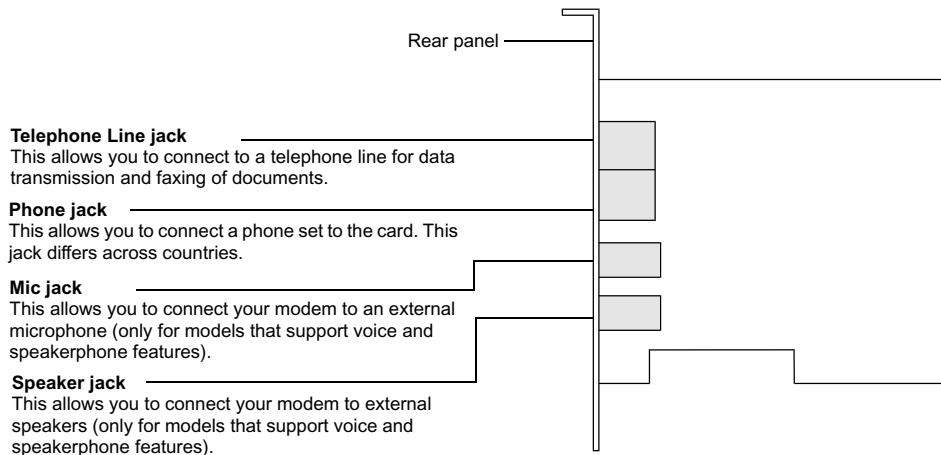 Rear panel
Telephone Line jack
This allows you to connect to a telephone line for data
transmission and faxing of documents.
Phone jack
This allows you to connect a phone set to the card. This
jack differs across countries.
Mic jack
This allows you to connect your modem to an external
microphone (only for models that support voice and
speakerphone features).
Speaker jack
This allows you to connect your modem to external
speakers (only for models that support voice and
speakerphone features).